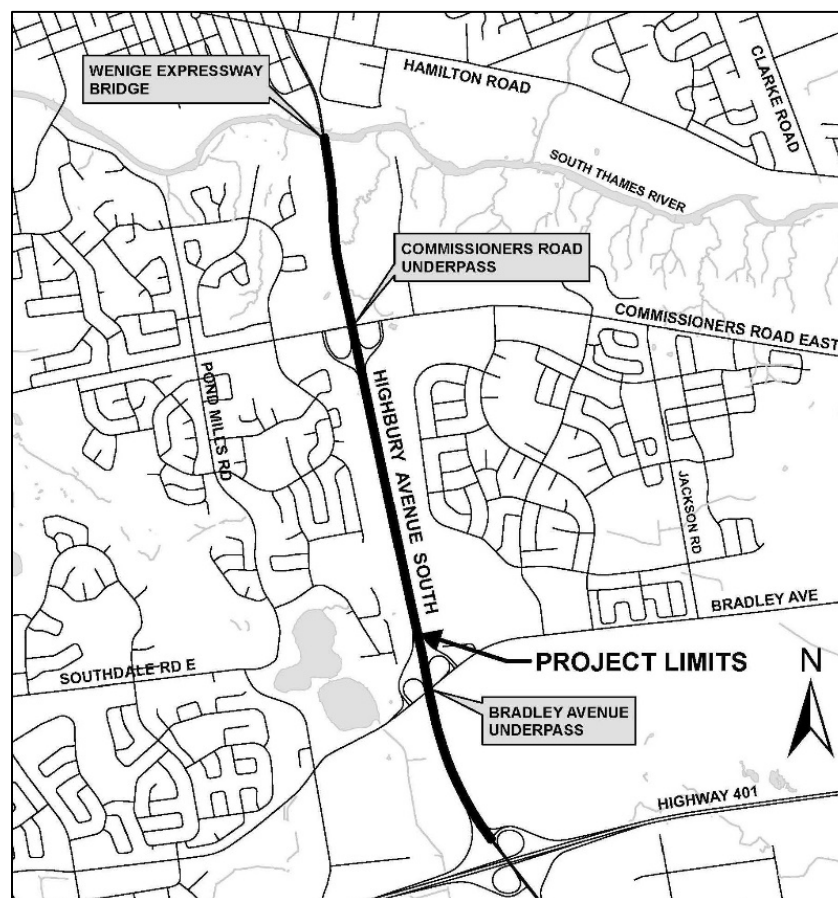 WENIGE EXPRESSWAY
BRIDGE
HAMILTON ROAD
CLARKE ROAD
SOUTH THAMES RIVER
COMMISSIONERS ROAD
UNDERPASS
COMMISSIONERS ROAD EAST
POND MILLS RD
HIGHBURY AVENUE SOUTH
JACKSON RD
BRADLEY AVE
SOUTHDALE RD E
PROJECT LIMITS
N
BRADLEY AVENUE
UNDERPASS
HIGHWAY 401